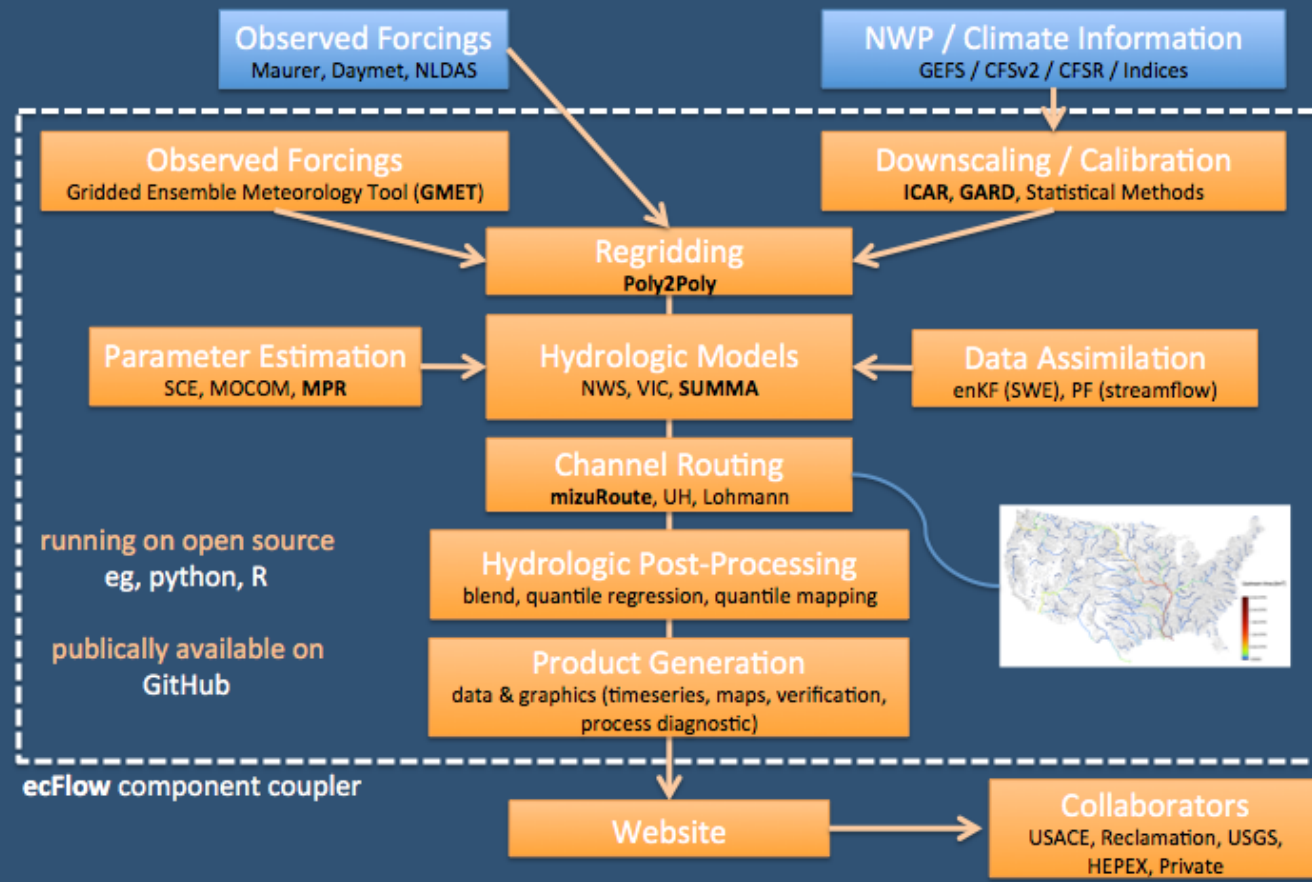 Observed Forcings
Maurer, Daymet, NLDAS
NWP / Climate Information
GEFS / CFSv2 / CFSR / Indices
Observed Forcings
Gridded Ensemble Meteorology Tool (GMET)
Downscaling / Calibration
ICAR, GARD, Statistical Methods
Regridding
Poly2Poly
Parameter Estimation
SCE, MOCOM, MPR
Hydrologic Models
NWS, VIC, SUMMA
Data Assimilation
enKF (SWE), PF (streamflow)
Channel Routing
mizuRoute, UH, Lohmann
running on open source
eg, python, R
Hydrologic Post-Processing
blend, quantile regression, quantile mapping
publically available on
GitHub
Product Generation
data & graphics (timeseries, maps, verification,
process diagnostic)
ecFlow component coupler
Website
Collaborators
USACE, Reclamation, USGS,
HEPEX, Private